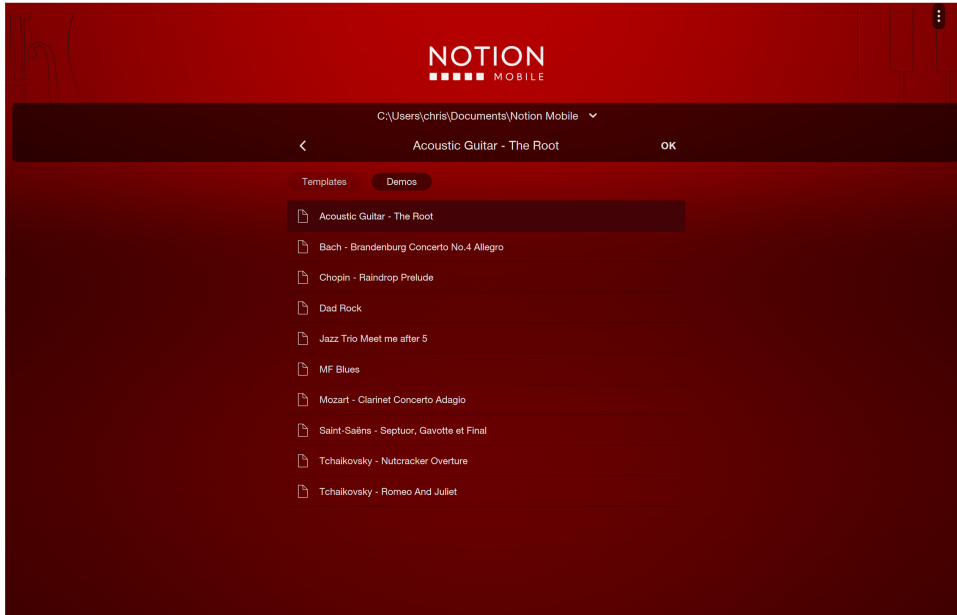 NOTION
MOBILE
C:\Users\chris\Documents\Notion Mobile
Acoustic Guitar - The Root OK
Templates Demos
Acoustic Guitar - The Root
Bach - Brandenburg Concerto No.4 Allegro
Chopin - Raindrop Prelude
Dad Rock
Jazz Trio Meet me after 5
MF Blues
Mozart - Clarinet Concerto Adagio
Saint-Saëns - Septuor, Gavotte et Final
Tchaikovsky - Nutcracker Overture
Tchaikovsky - Romeo And Juliet